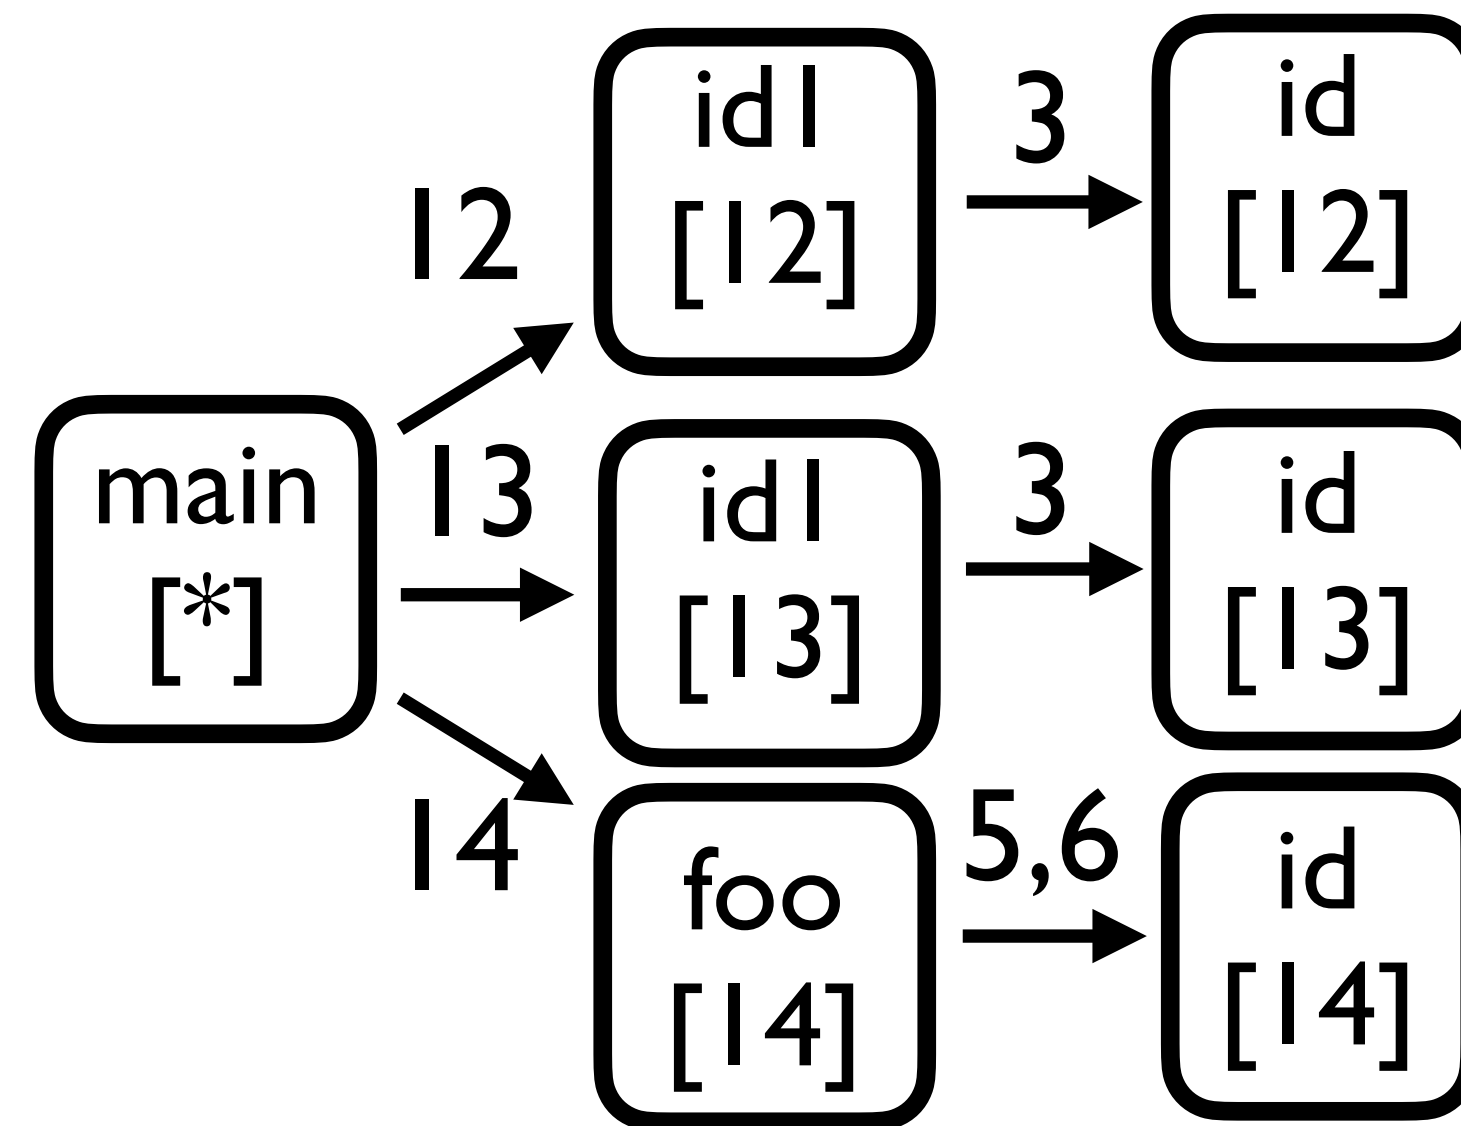 id1
[12]
3
id
[12]
12
main
[*]
13
id1
[13]
3
id
[13]
14
foo
[14]
5,6
id
[14]